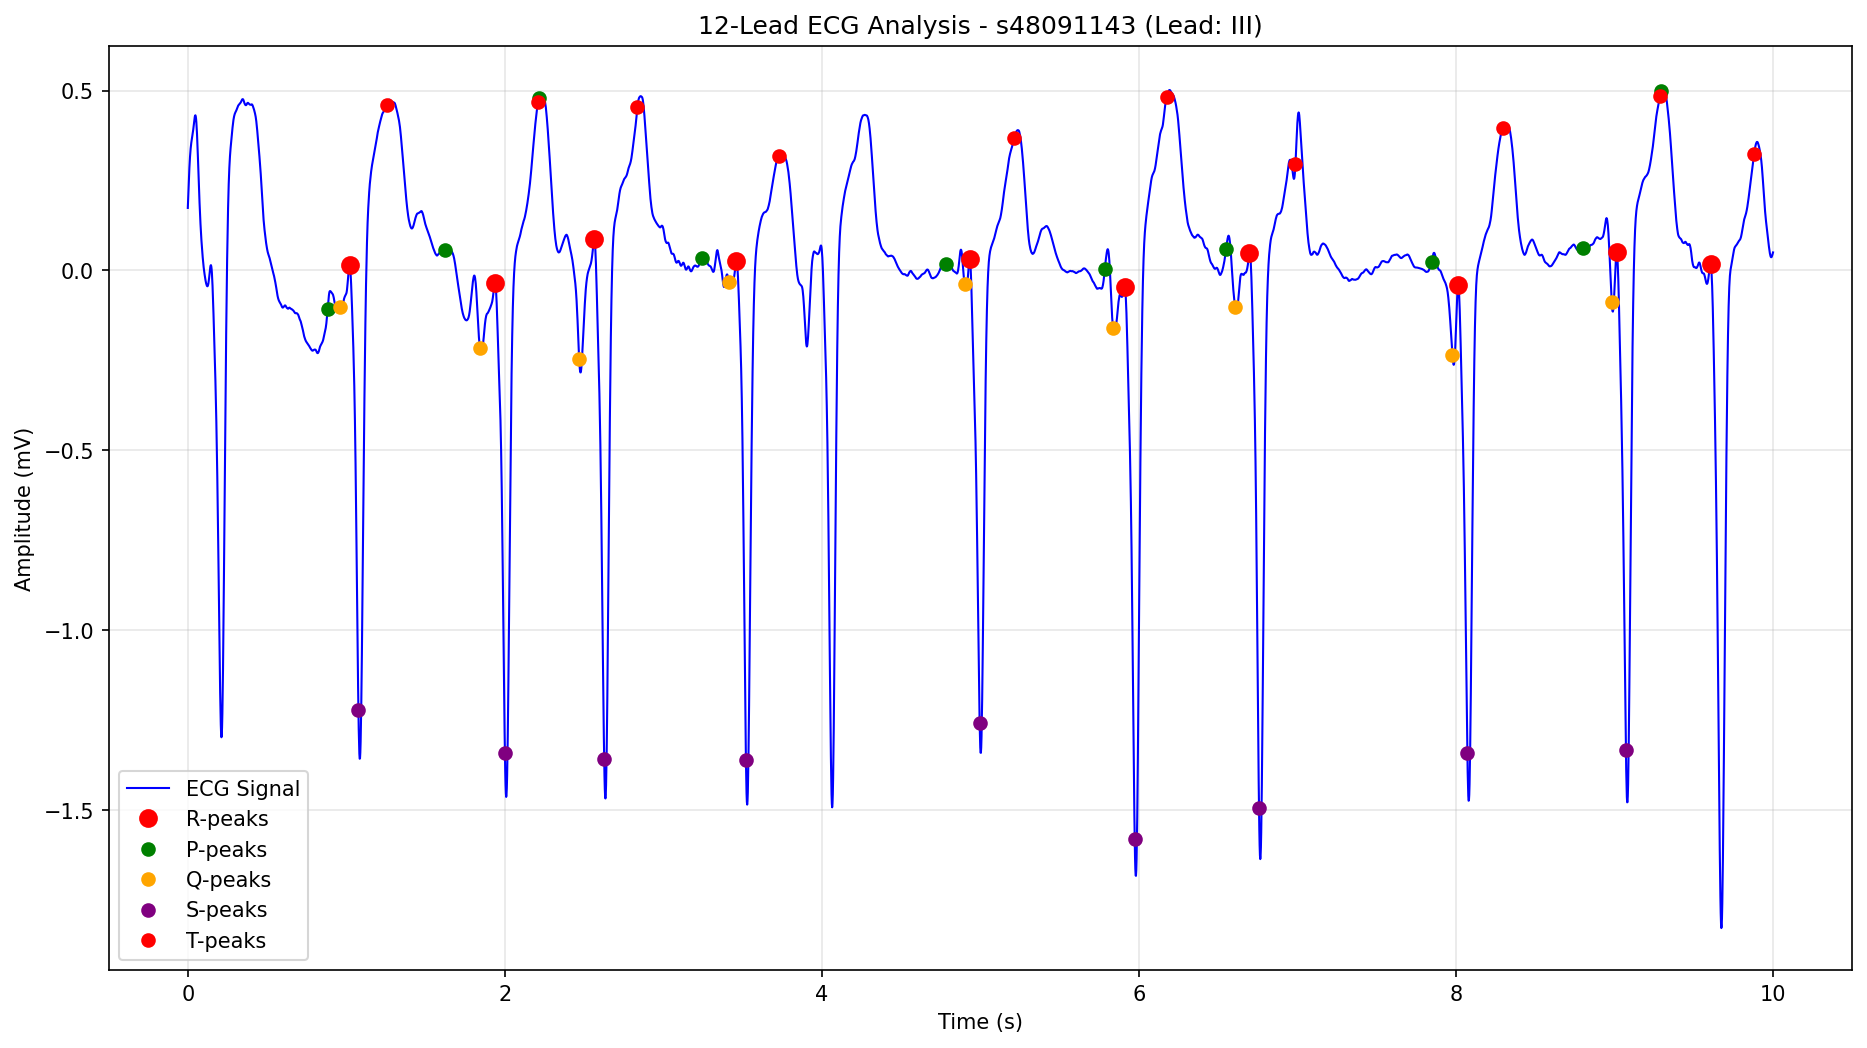 12-Lead ECG Analysis - s48091143 (Lead: III)
Amplitude (mV)
0.5
0.0
−0.5
−1.0
−1.5
ECG Signal
R-peaks
P-peaks
Q-peaks
S-peaks
T-peaks
0 2 4 6 8 10
Time (s)